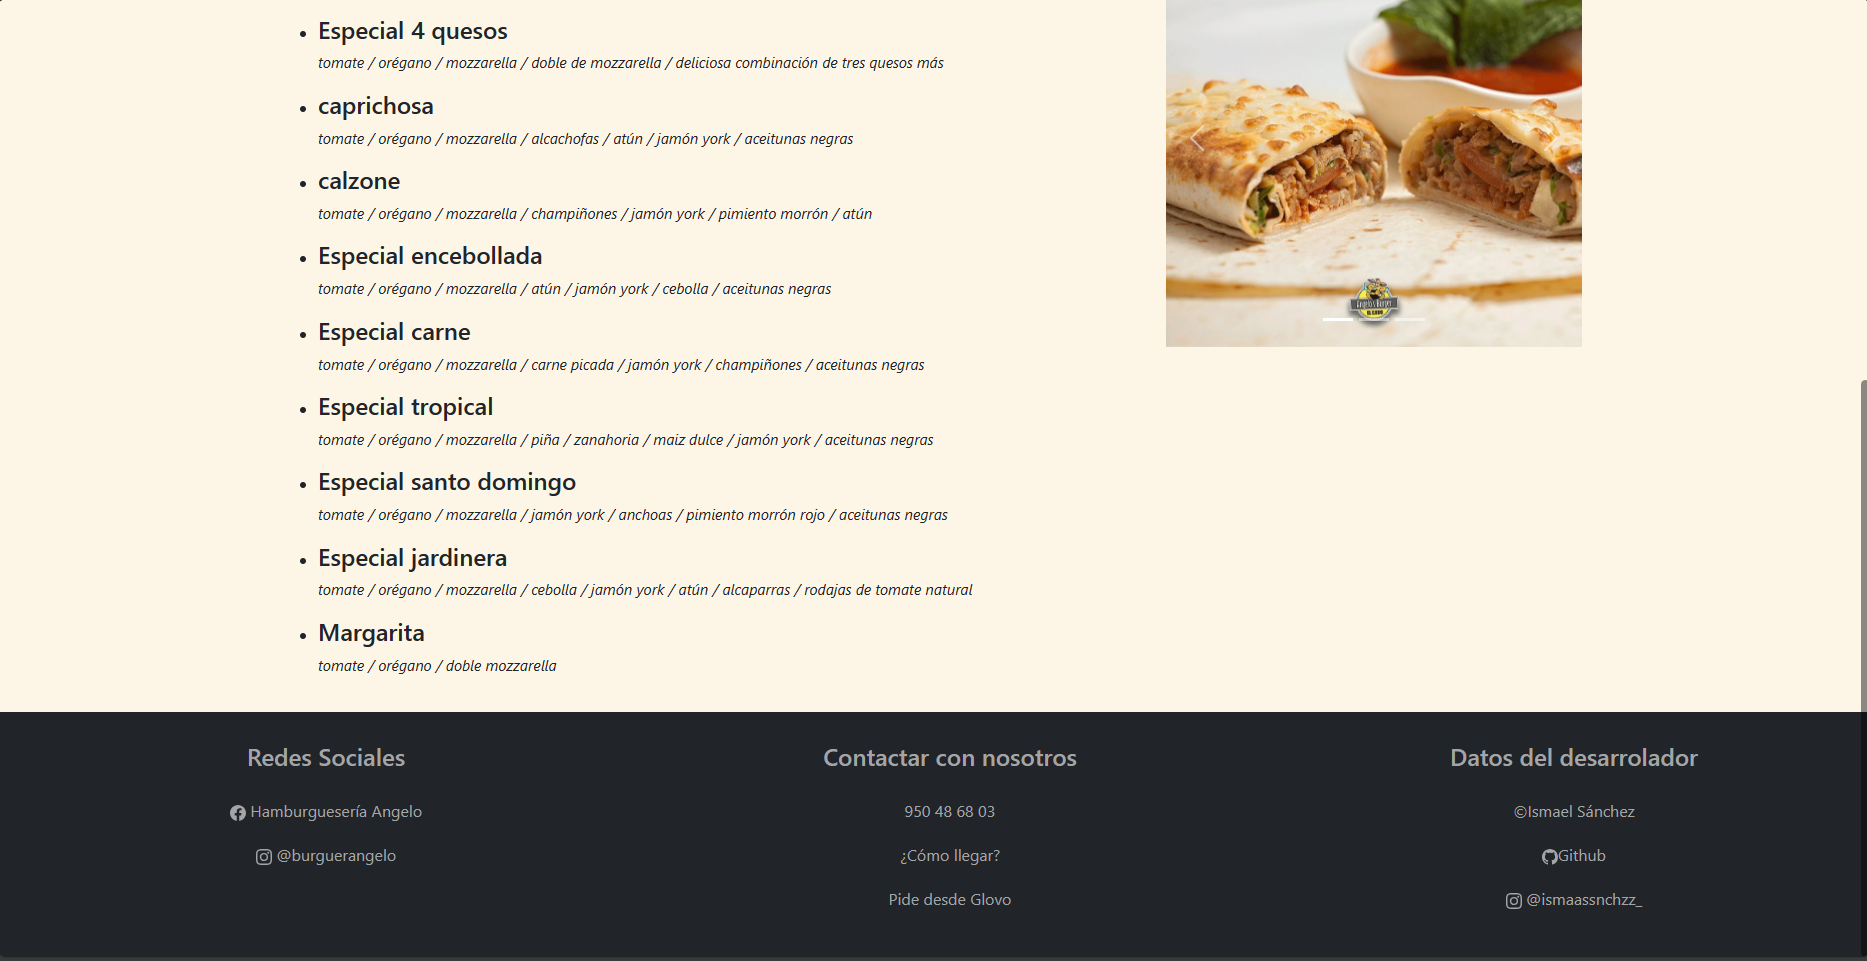 Especial 4 quesos
tomate / orégano / mozzarella / doble de mozzarella / deliciosa combinación de tres quesos más
caprichosa
tomate / orégano / mozzarella / alcachofas / atún / jamón york / aceitunas negras
calzone
tomate / orégano / mozzarella / champiñones / jamón york / pimiento morrón / atún
Especial encebollada
tomate / orégano / mozzarella / atún / jamón york / cebolla / aceitunas negras
Especial carne
tomate / orégano / mozzarella / carne picada / jamón york / champiñones / aceitunas negras
Especial tropical
tomate / orégano / mozzarella / piña / zanahoria / maiz dulce / jamón york / aceitunas negras
Especial santo domingo
tomate / orégano / mozzarella / jamón york / anchoas / pimiento morrón rojo / aceitunas negras
Especial jardinera
tomate / orégano / mozzarella / cebolla / jamón york / atún / alcaparras / rodajas de tomate natural
Margarita
tomate / orégano / doble mozzarella
Angelo's Burger
Redes Sociales
Hamburguesería Angelo
@burguerangelo
Contactar con nosotros
950 48 68 03
¿Cómo llegar?
Pide desde Glovo
Datos del desarrolador
©Ismael Sánchez
Github
@ismaassnchzz_